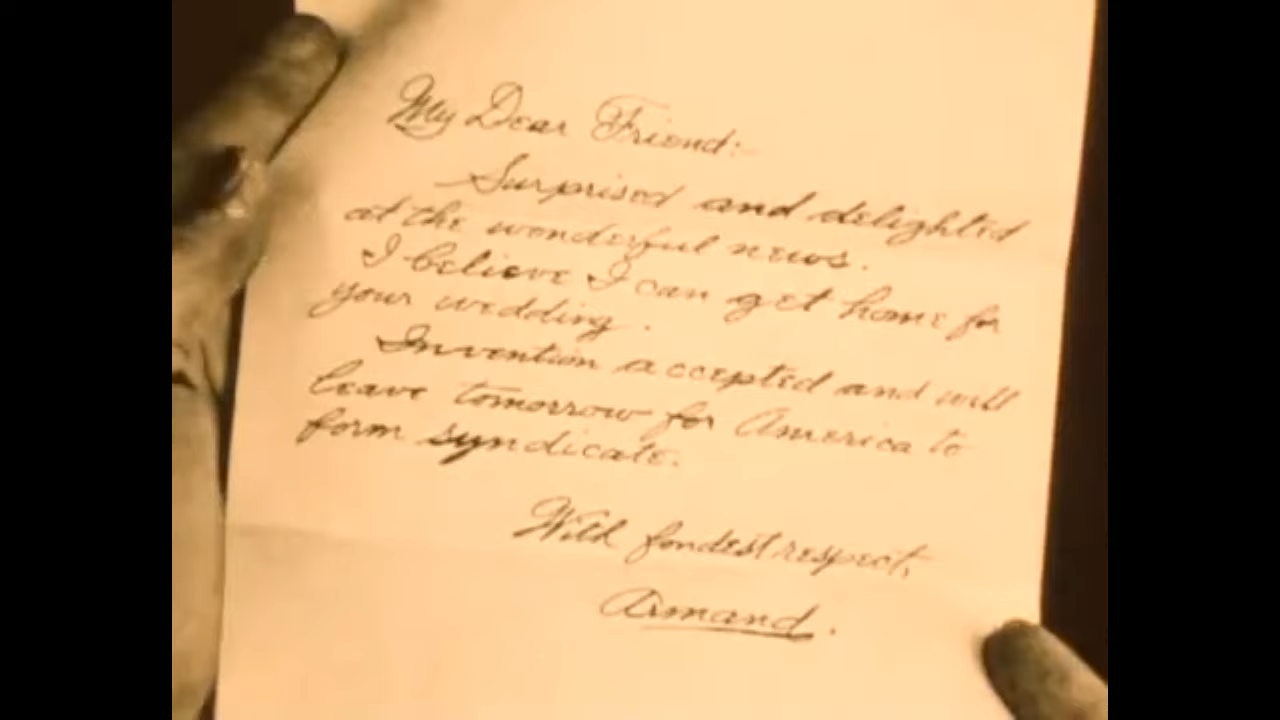 My Dear Friend:-
Surprised and delighted
at the wonderful news.
I believe I can get home for
your wedding.
Invention accepted and will
leave tomorrow for America to
form syndicate.
With fondest respect,
Armand.